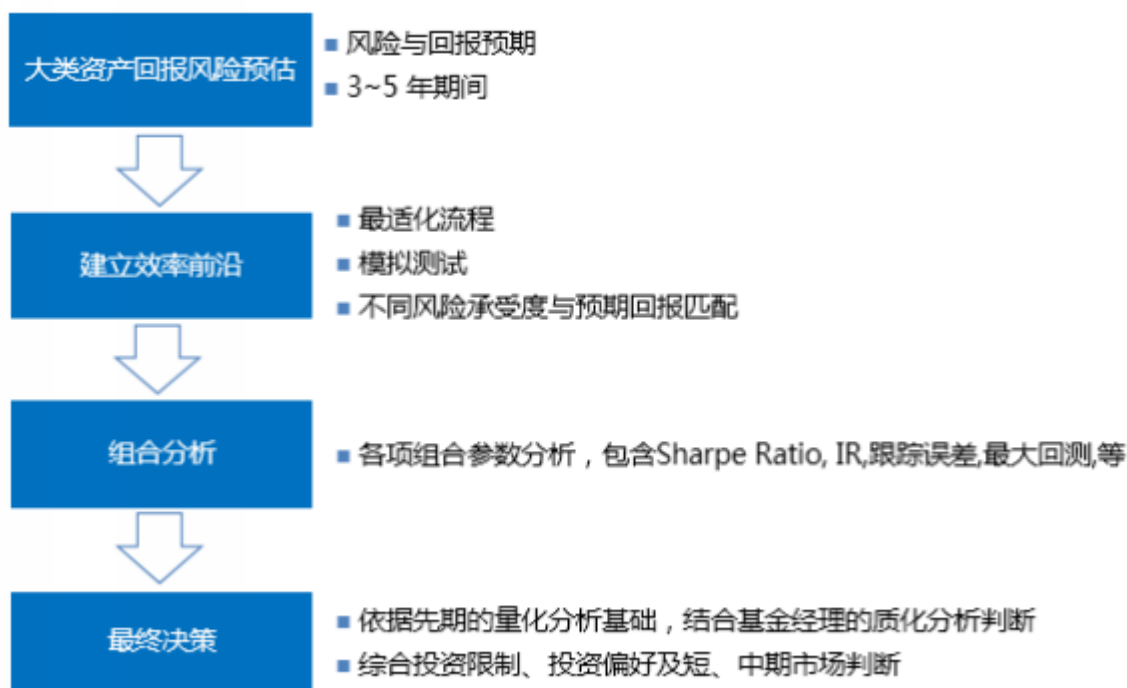 大类资产回报风险预估
■ 风险与回报预期
■ 3~5 年期间
建立效率前沿
■ 最适化流程
■ 模拟测试
■ 不同风险承受度与预期回报匹配
组合分析
■ 各项组合参数分析，包含Sharpe Ratio, IR,跟踪误差,最大回测,等
最终决策
■ 依据先期的量化分析基础，结合基金经理的质化分析判断
■ 综合投资限制、投资偏好及短、中期市场判断